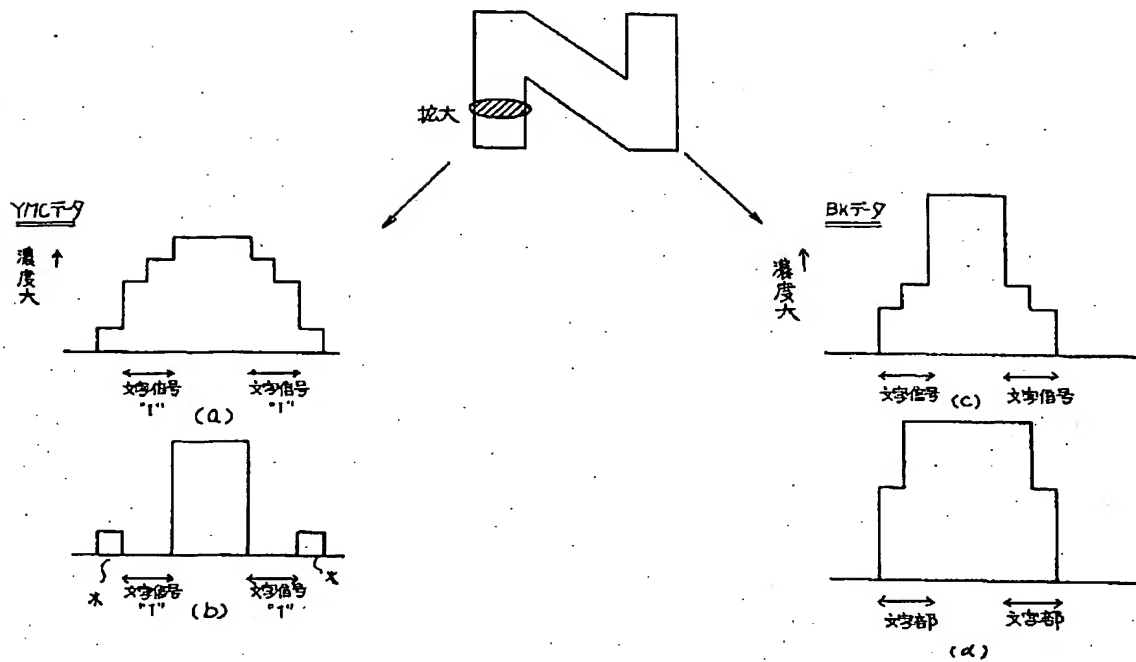 拡大
YMCデータ
濃度大 ↑
文字信号 "1"
文字信号 "1"
(a)
* *
文字信号 "1"
文字信号 "1"
(b)
BKデータ
濃度大 ↑
文字信号
文字信号
(c)
文字部
文字部
(d)